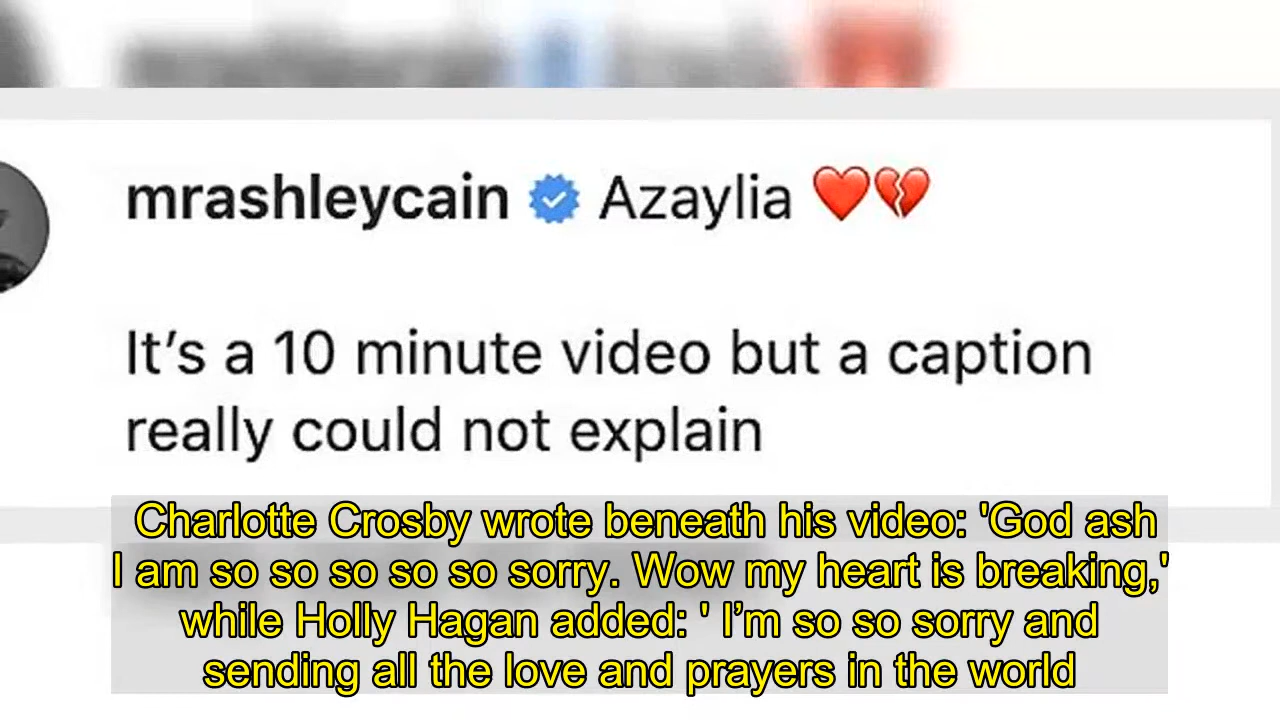 mrashleycain Azaylia ❤️💔
It’s a 10 minute video but a caption
really could not explain
Charlotte Crosby wrote beneath his video: 'God ash
I am so so so so so sorry. Wow my heart is breaking,'
while Holly Hagan added: ' I’m so so sorry and
sending all the love and prayers in the world